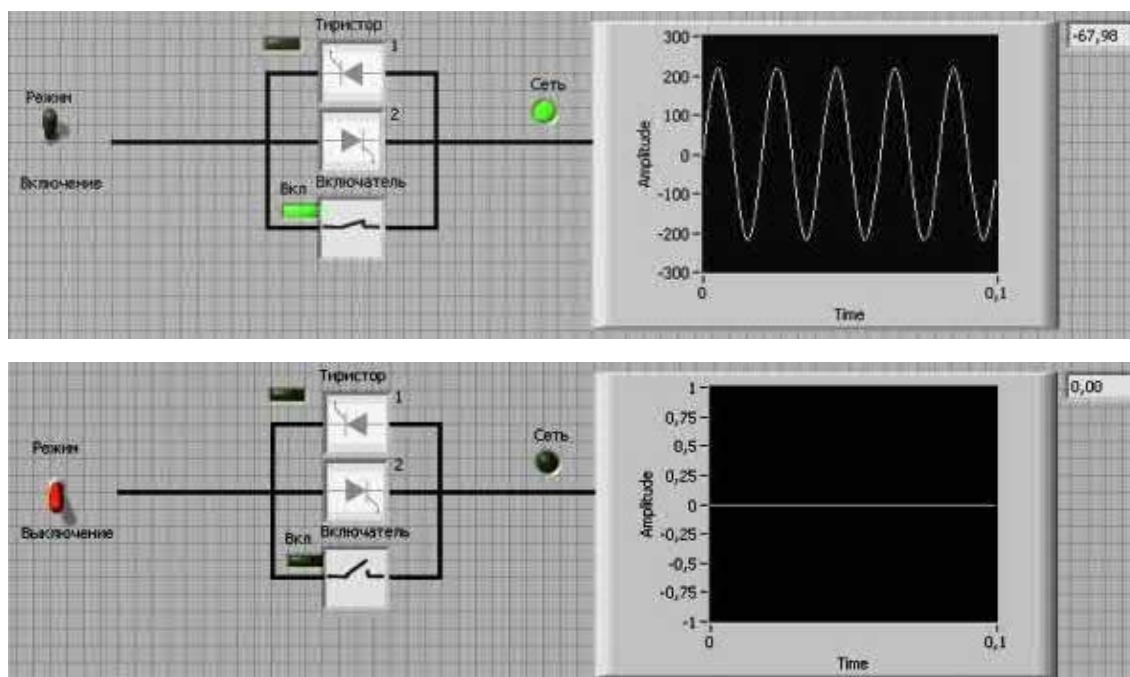 Тиристор
1
Режим
2
Сеть
Включение
Вкл Включатель
300
200
100
0
-100
-200
-300
Amplitude
0 0,1
Time
-67,98
Тиристор
1
Режим
2
Сеть
Выключение
Вкл Включатель
1
0,75
0,5
0,25
0
-0,25
-0,5
-0,75
-1
Amplitude
0 0,1
Time
0,00